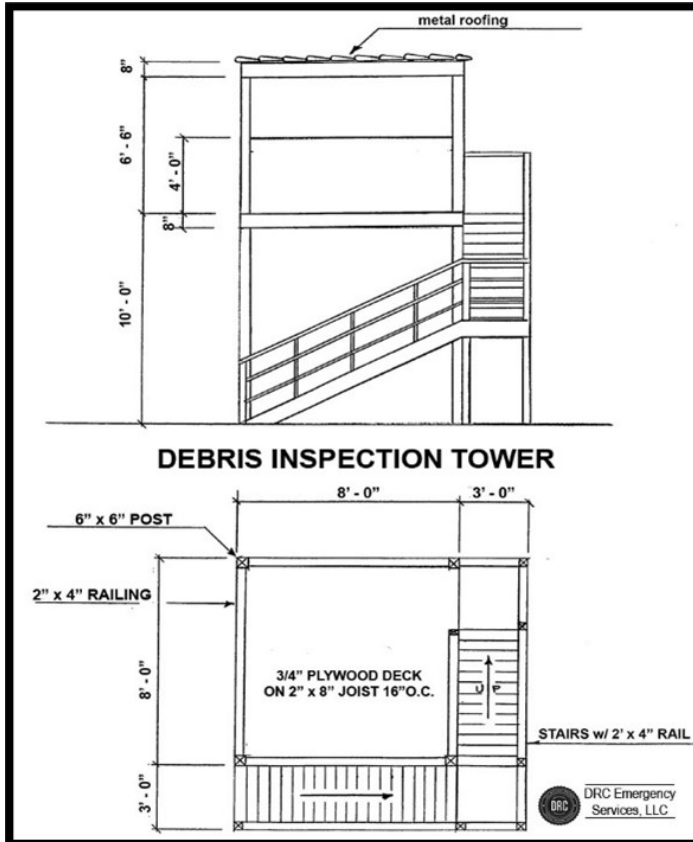 metal roofing
8”
6’ - 6”
4’ - 0”
8”
10’ - 0”
DEBRIS INSPECTION TOWER
8’ - 0”
3’ - 0”
6” x 6” POST
2” x 4” RAILING
8’ - 0”
3/4” PLYWOOD DECK
ON 2” x 8” JOIST 16”O.C.
UP
STAIRS w/ 2’ x 4” RAIL
3’ - 0”
DRC
DRC Emergency
Services, LLC